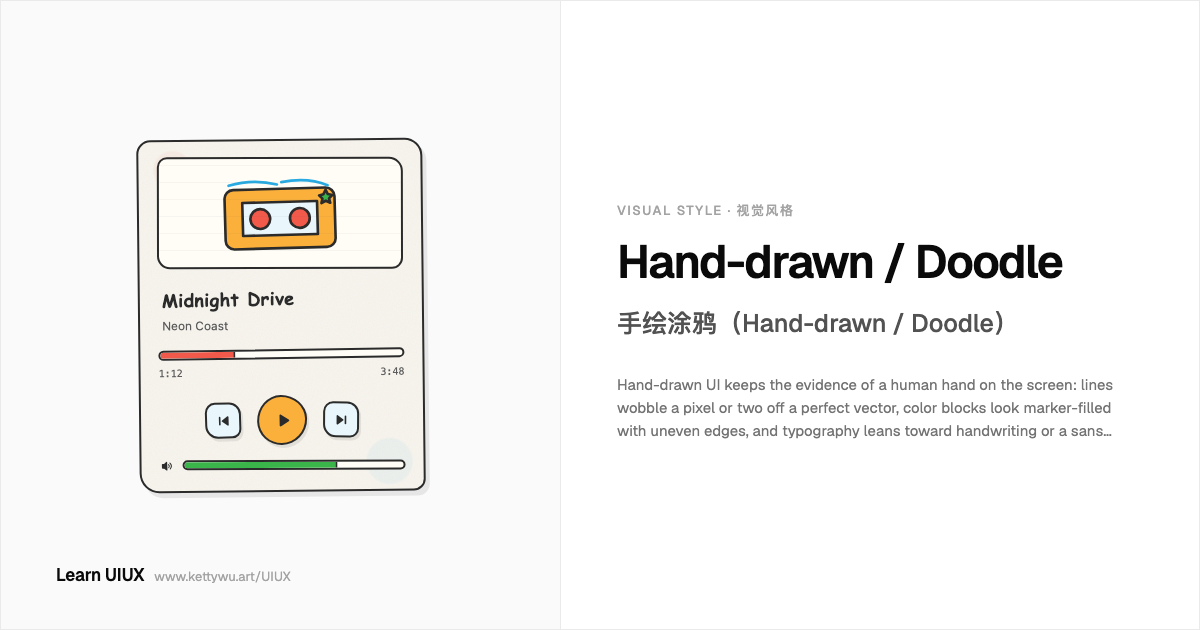 Midnight Drive
Neon Coast
1:12
3:48
Learn UIUX www.kettywu.art/UIUX
VISUAL STYLE · 视觉风格
Hand-drawn / Doodle
手绘涂鸦（Hand-drawn / Doodle）
Hand-drawn UI keeps the evidence of a human hand on the screen: lines
wobble a pixel or two off a perfect vector, color blocks look marker-filled
with uneven edges, and typography leans toward handwriting or a sans…